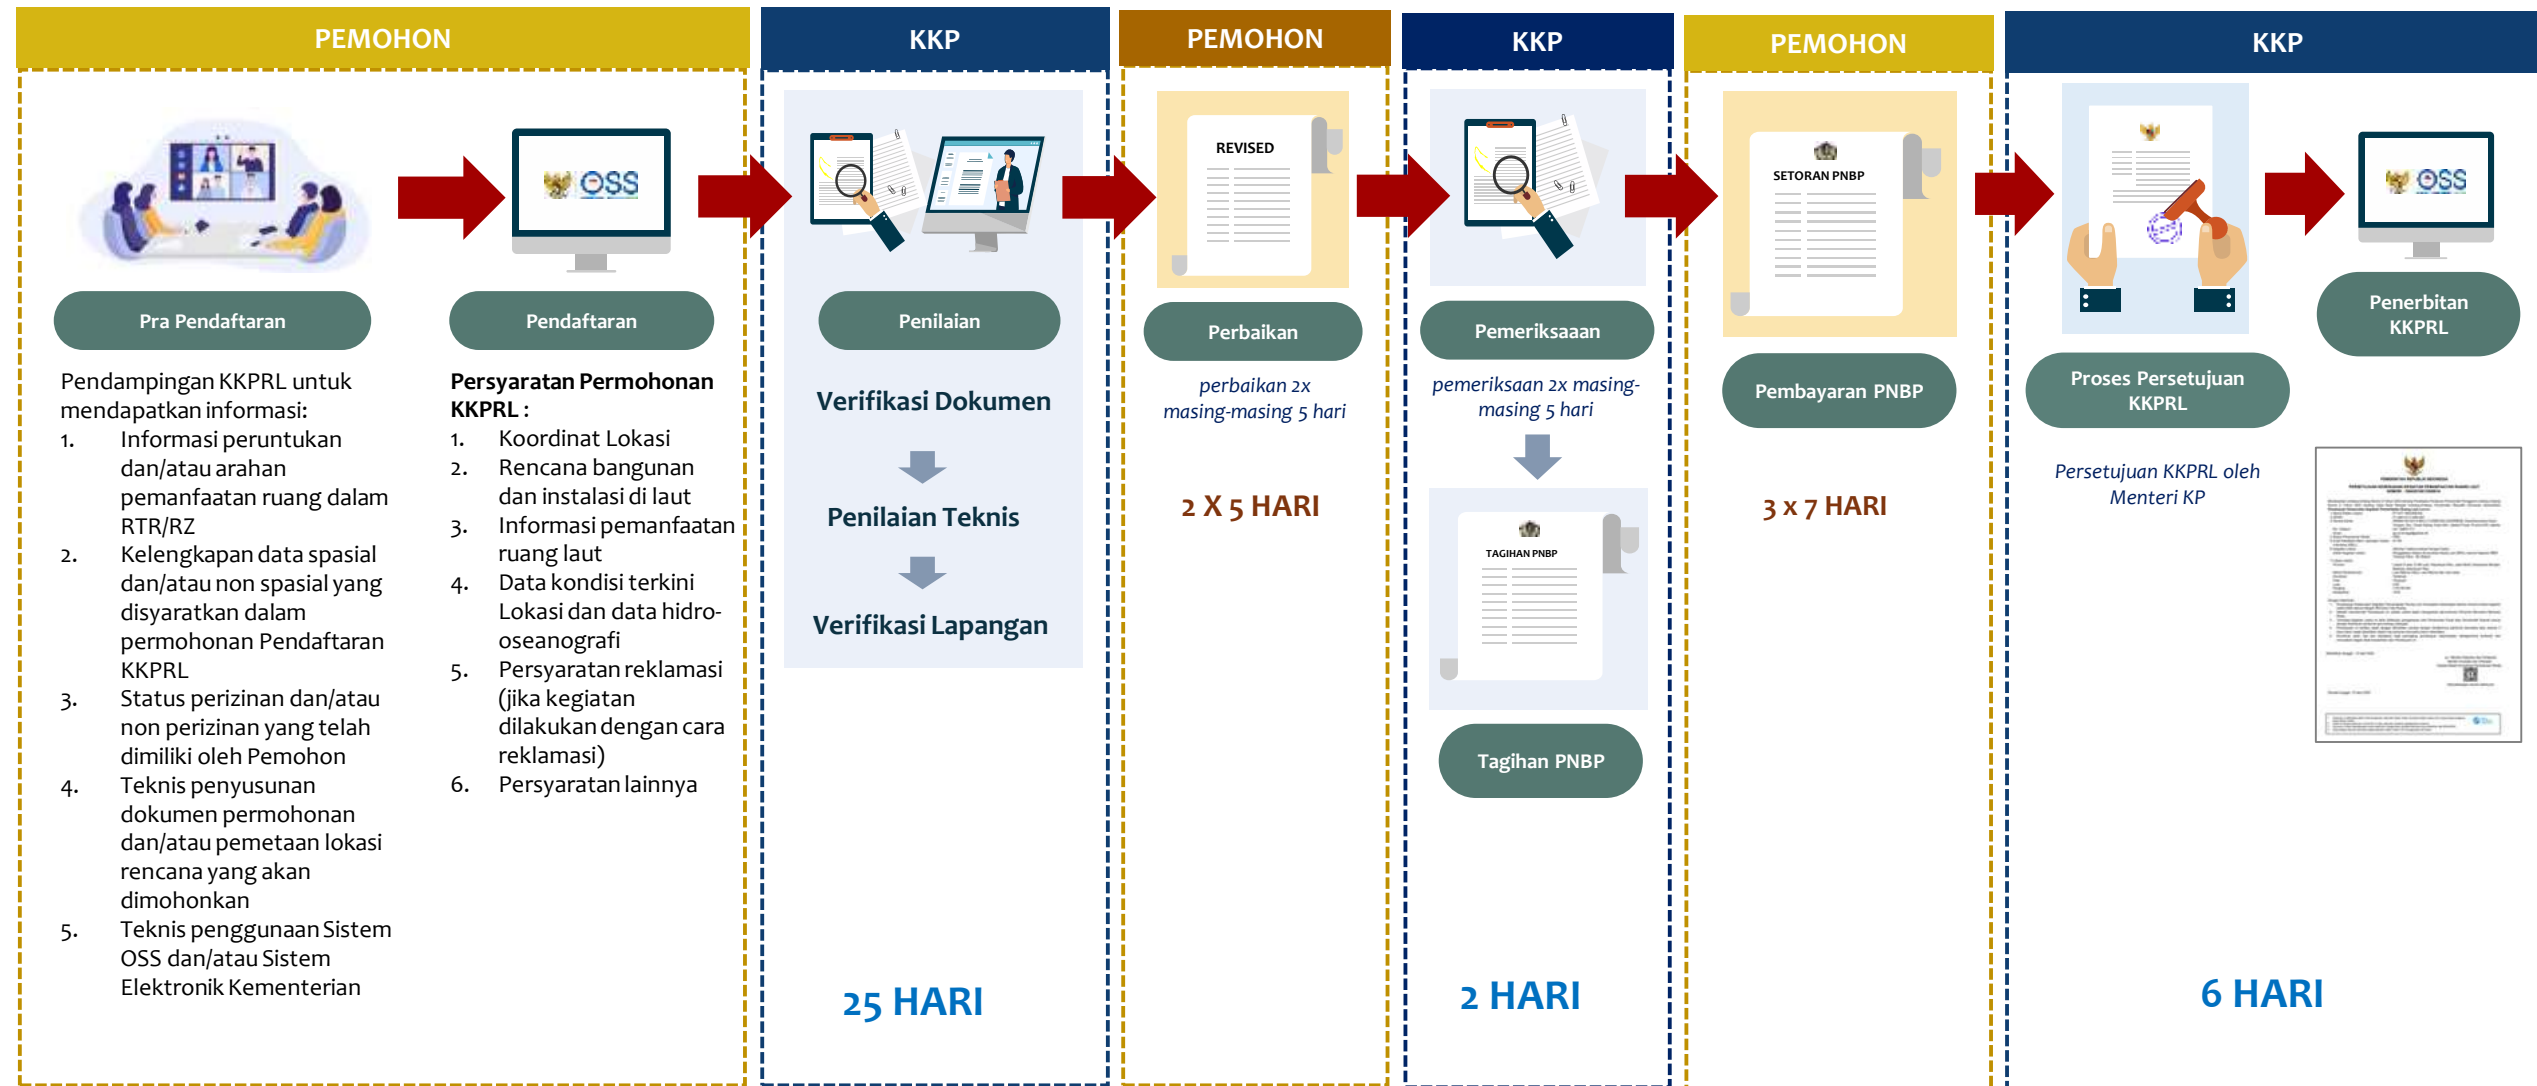 PEMOHON
Pra Pendaftaran
Pendampingan KKPRL untuk
mendapatkan informasi:
1. Informasi peruntukan
dan/atau arahan
pemanfaatan ruang dalam
RTR/RZ
2. Kelengkapan data spasial
dan/atau non spasial yang
disyaratkan dalam
permohonan Pendaftaran
KKPRL
3. Status perizinan dan/atau
non perizinan yang telah
dimiliki oleh Pemohon
4. Teknis penyusunan
dokumen permohonan
dan/atau pemetaan lokasi
rencana yang akan
dimohonkan
5. Teknis penggunaan Sistem
OSS dan/atau Sistem
Elektronik Kementerian
OSS
Pendaftaran
Persyaratan Permohonan
KKPRL :
1. Koordinat Lokasi
2. Rencana bangunan
dan instalasi di laut
3. Informasi pemanfaatan
ruang laut
4. Data kondisi terkini
Lokasi dan data hidro-
oseanografi
5. Persyaratan reklamasi
(jika kegiatan
dilakukan dengan cara
reklamasi)
6. Persyaratan lainnya
KKP
Penilaian
Verifikasi Dokumen
Penilaian Teknis
Verifikasi Lapangan
25 HARI
PEMOHON
REVISED
Perbaikan
perbaikan 2x
masing-masing 5 hari
2 X 5 HARI
KKP
Pemeriksaaan
pemeriksaan 2x masing-
masing 5 hari
TAGIHAN PNBP
Tagihan PNBP
2 HARI
PEMOHON
SETORAN PNBP
Pembayaran PNBP
3 x 7 HARI
KKP
Proses Persetujuan
KKPRL
Persetujuan KKPRL oleh
Menteri KP
OSS
Penerbitan
KKPRL
PEMERINTAH REPUBLIK INDONESIA
6 HARI